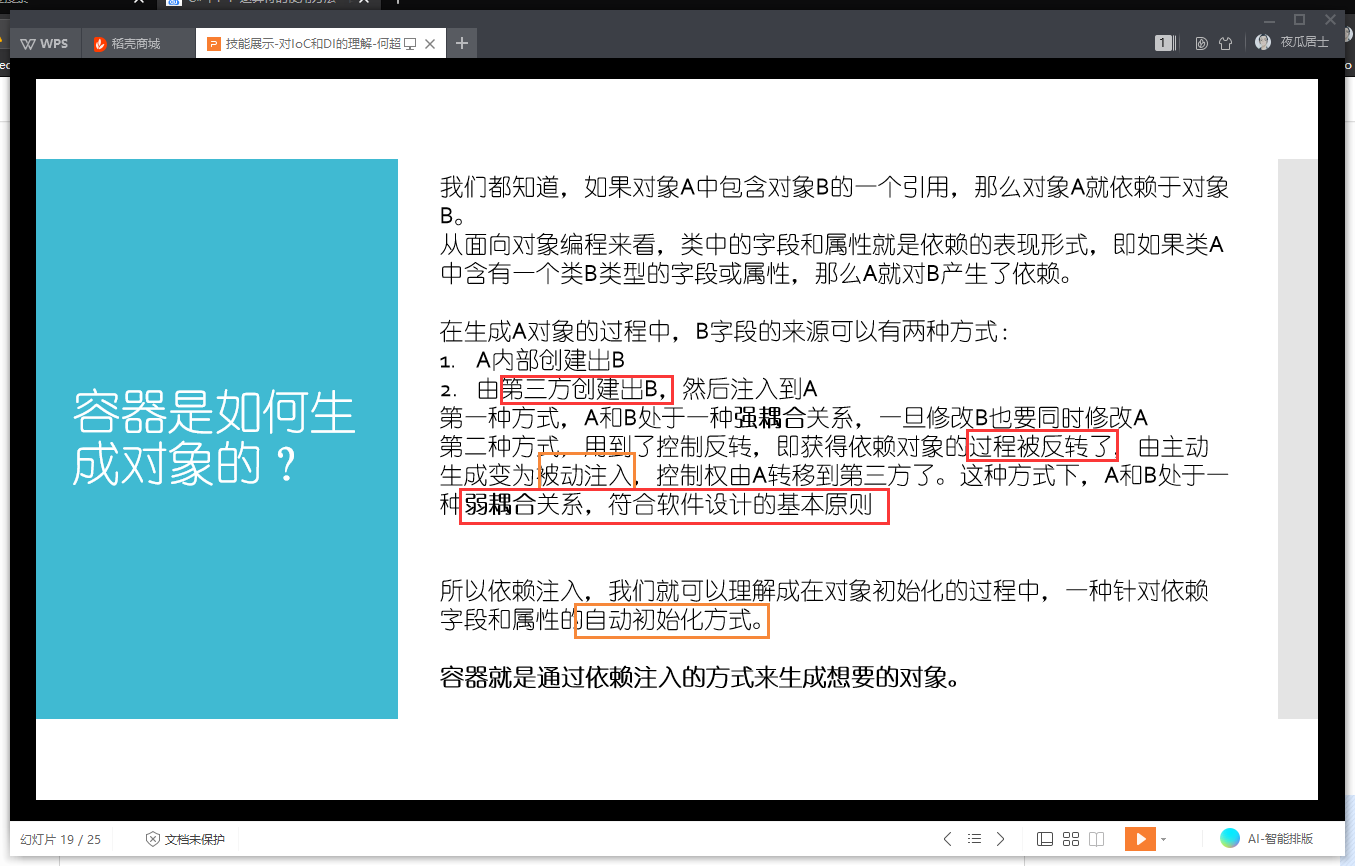 WPS
稻壳商城
技能展示-对IoC和DI的理解-何超
1
夜瓜居士
容器是如何生
成对象的？
我们都知道，如果对象A中包含对象B的一个引用，那么对象A就依赖于对象
B。
从面向对象编程来看，类中的字段和属性就是依赖的表现形式，即如果类A
中含有一个类B类型的字段或属性，那么A就对B产生了依赖。
在生成A对象的过程中，B字段的来源可以有两种方式：
1. A内部创建出B
2. 由第三方创建出B，然后注入到A
第一种方式，A和B处于一种强耦合关系，一旦修改B也要同时修改A
第二种方式，用到了控制反转，即获得依赖对象的过程被反转了，由主动
生成变为被动注入，控制权由A转移到第三方了。这种方式下，A和B处于一
种弱耦合关系，符合软件设计的基本原则
所以依赖注入，我们就可以理解成在对象初始化的过程中，一种针对依赖
字段和属性的自动初始化方式。
容器就是通过依赖注入的方式来生成想要的对象。
幻灯片 19 / 25
文档未保护
AI-智能排版